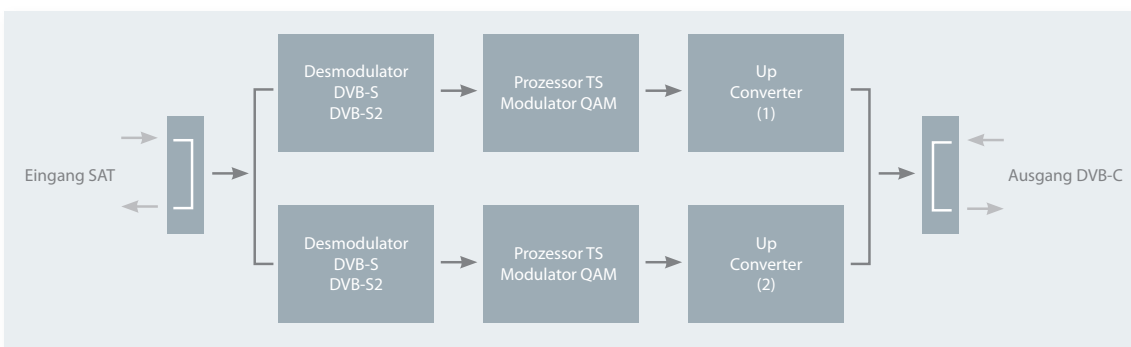 Desmodulator
DVB-S
DVB-S2
Prozessor TS
Modulator QAM
Up
Converter
(1)
Eingang SAT
Ausgang DVB-C
Desmodulator
DVB-S
DVB-S2
Prozessor TS
Modulator QAM
Up
Converter
(2)